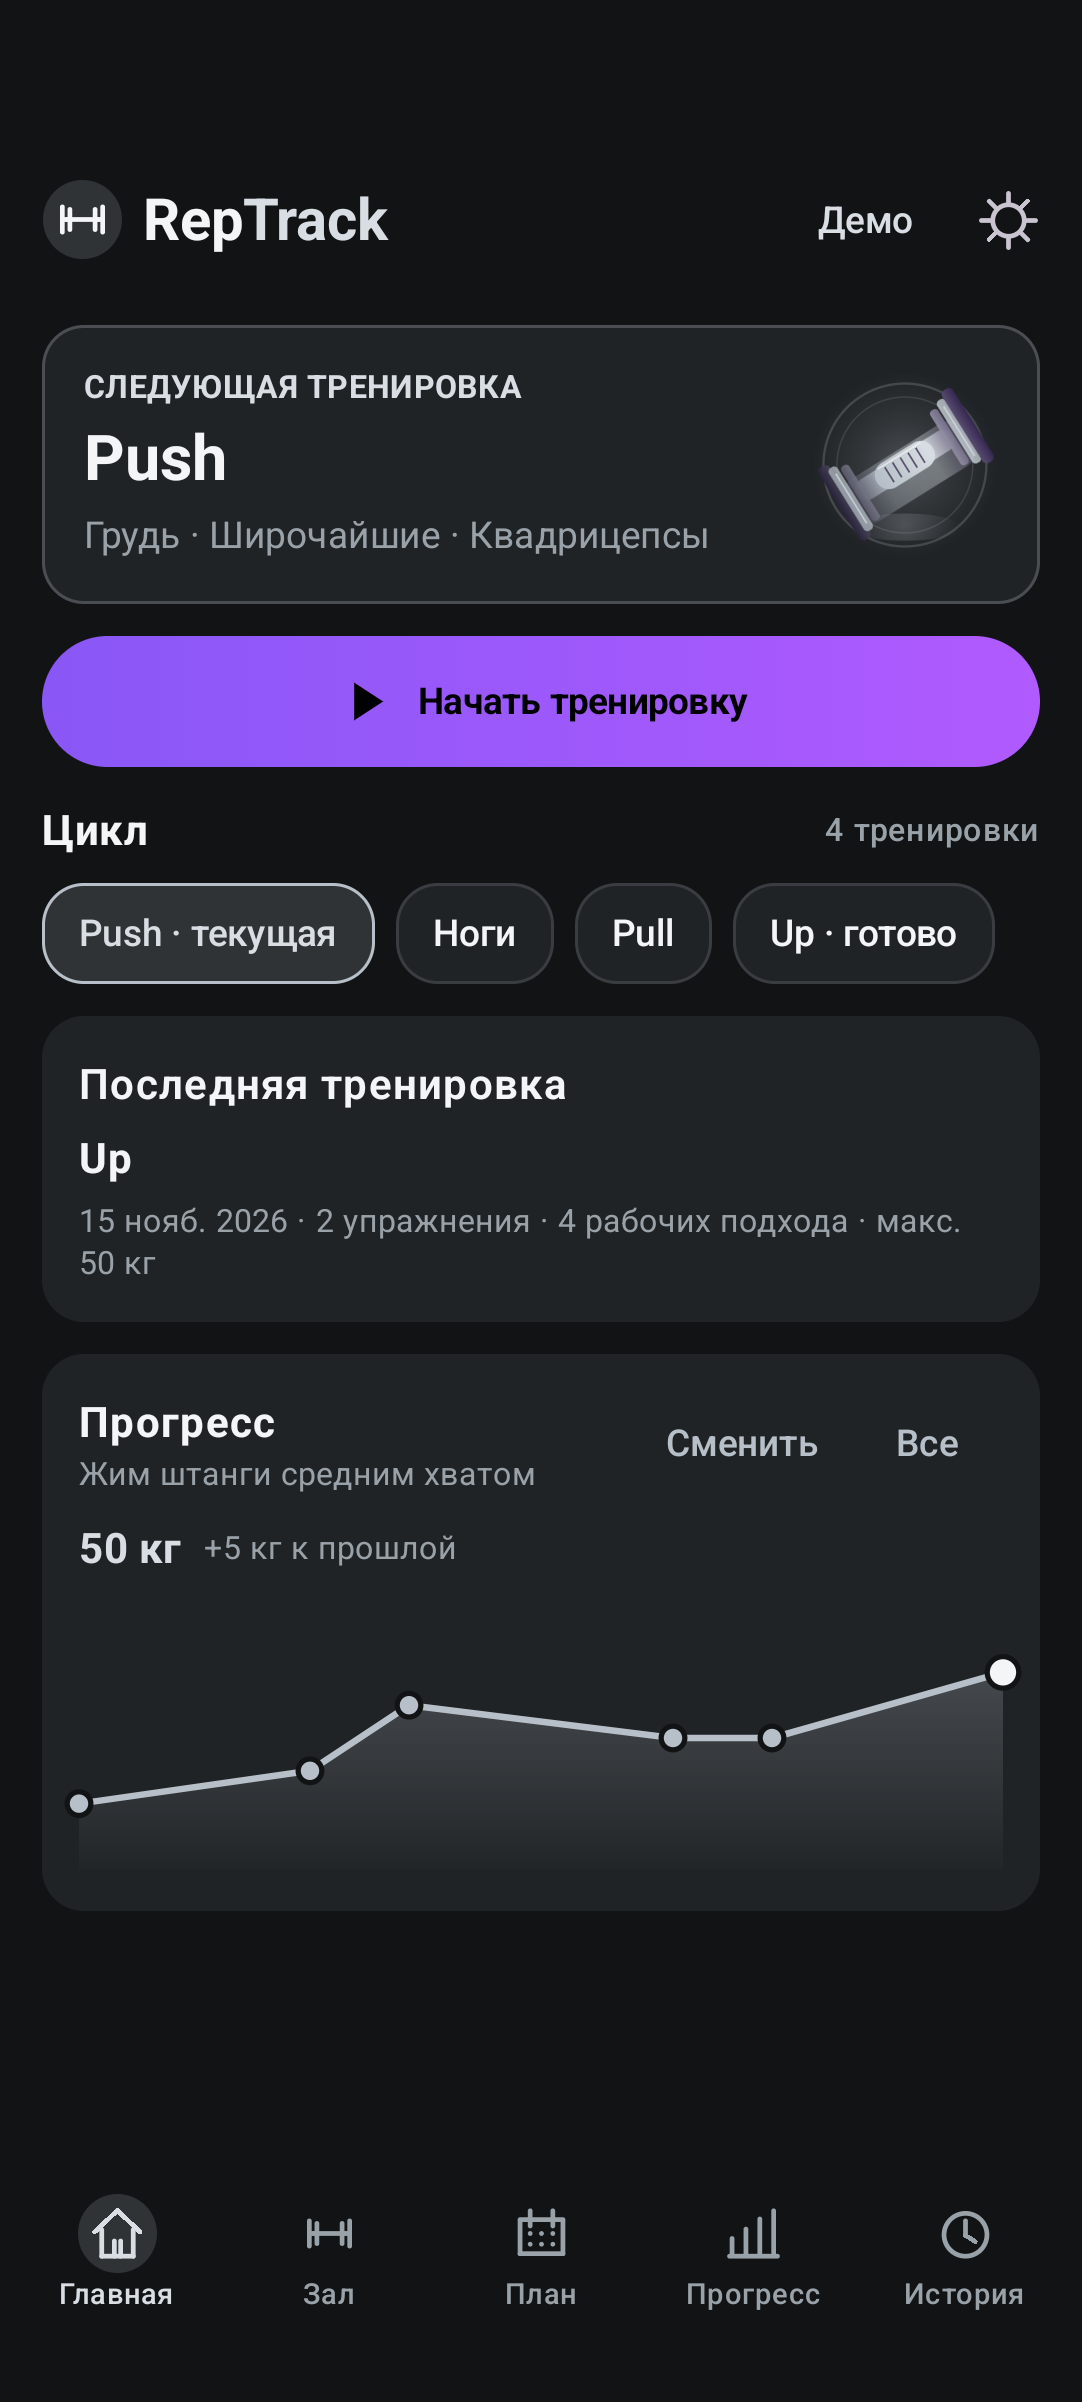 RepTrack
Демо
СЛЕДУЮЩАЯ ТРЕНИРОВКА
Push
Грудь · Широчайшие · Квадрицепсы
Начать тренировку
Цикл
4 тренировки
Push · текущая
Ноги
Pull
Up · готово
Последняя тренировка
Up
15 нояб. 2026 · 2 упражнения · 4 рабочих подхода · макс.
50 кг
Прогресс
Жим штанги средним хватом
Сменить
Все
50 кг +5 кг к прошлой
Главная
Зал
План
Прогресс
История